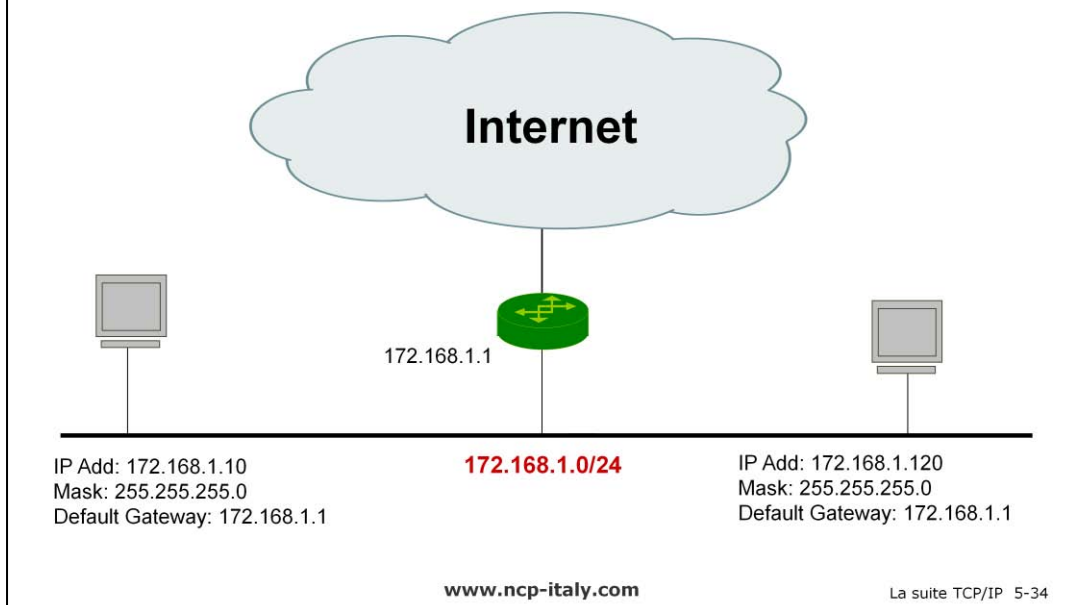 Internet
172.168.1.1
IP Add: 172.168.1.10
Mask: 255.255.255.0
Default Gateway: 172.168.1.1
172.168.1.0/24
IP Add: 172.168.1.120
Mask: 255.255.255.0
Default Gateway: 172.168.1.1
www.ncp-italy.com
La suite TCP/IP 5-34